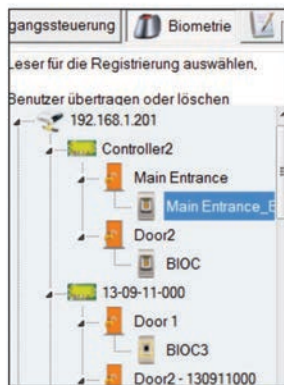 gangssteuerung Biometrie
Leser für die Registrierung auswählen,
Benutzer übertragen oder löschen
192.168.1.201
Controller2
Main Entrance
Main Entrance_B
Door2
BIOC
13-09-11-000
Door 1
BIOC3
Door2 - 130911000